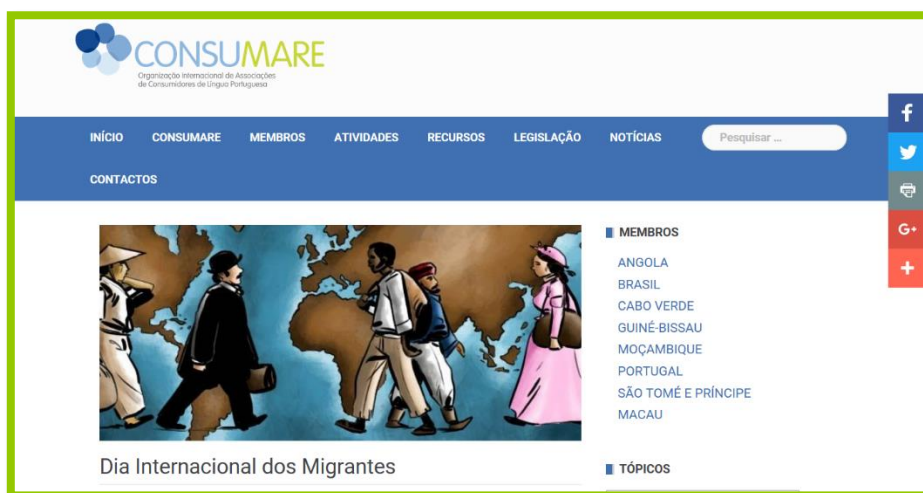 CONSUMARE
Organização Internacional de Associações
de Consumidores de Língua Portuguesa
INÍCIO CONSUMARE MEMBROS ATIVIDADES RECURSOS LEGISLAÇÃO NOTÍCIAS Pesquisar ...
CONTACTOS
f
G+
+
MEMBROS
ANGOLA
BRASIL
CABO VERDE
GUINÉ-BISSAU
MOÇAMBIQUE
PORTUGAL
SÃO TOMÉ E PRÍNCIPE
MACAU
Dia Internacional dos Migrantes
TÓPICOS